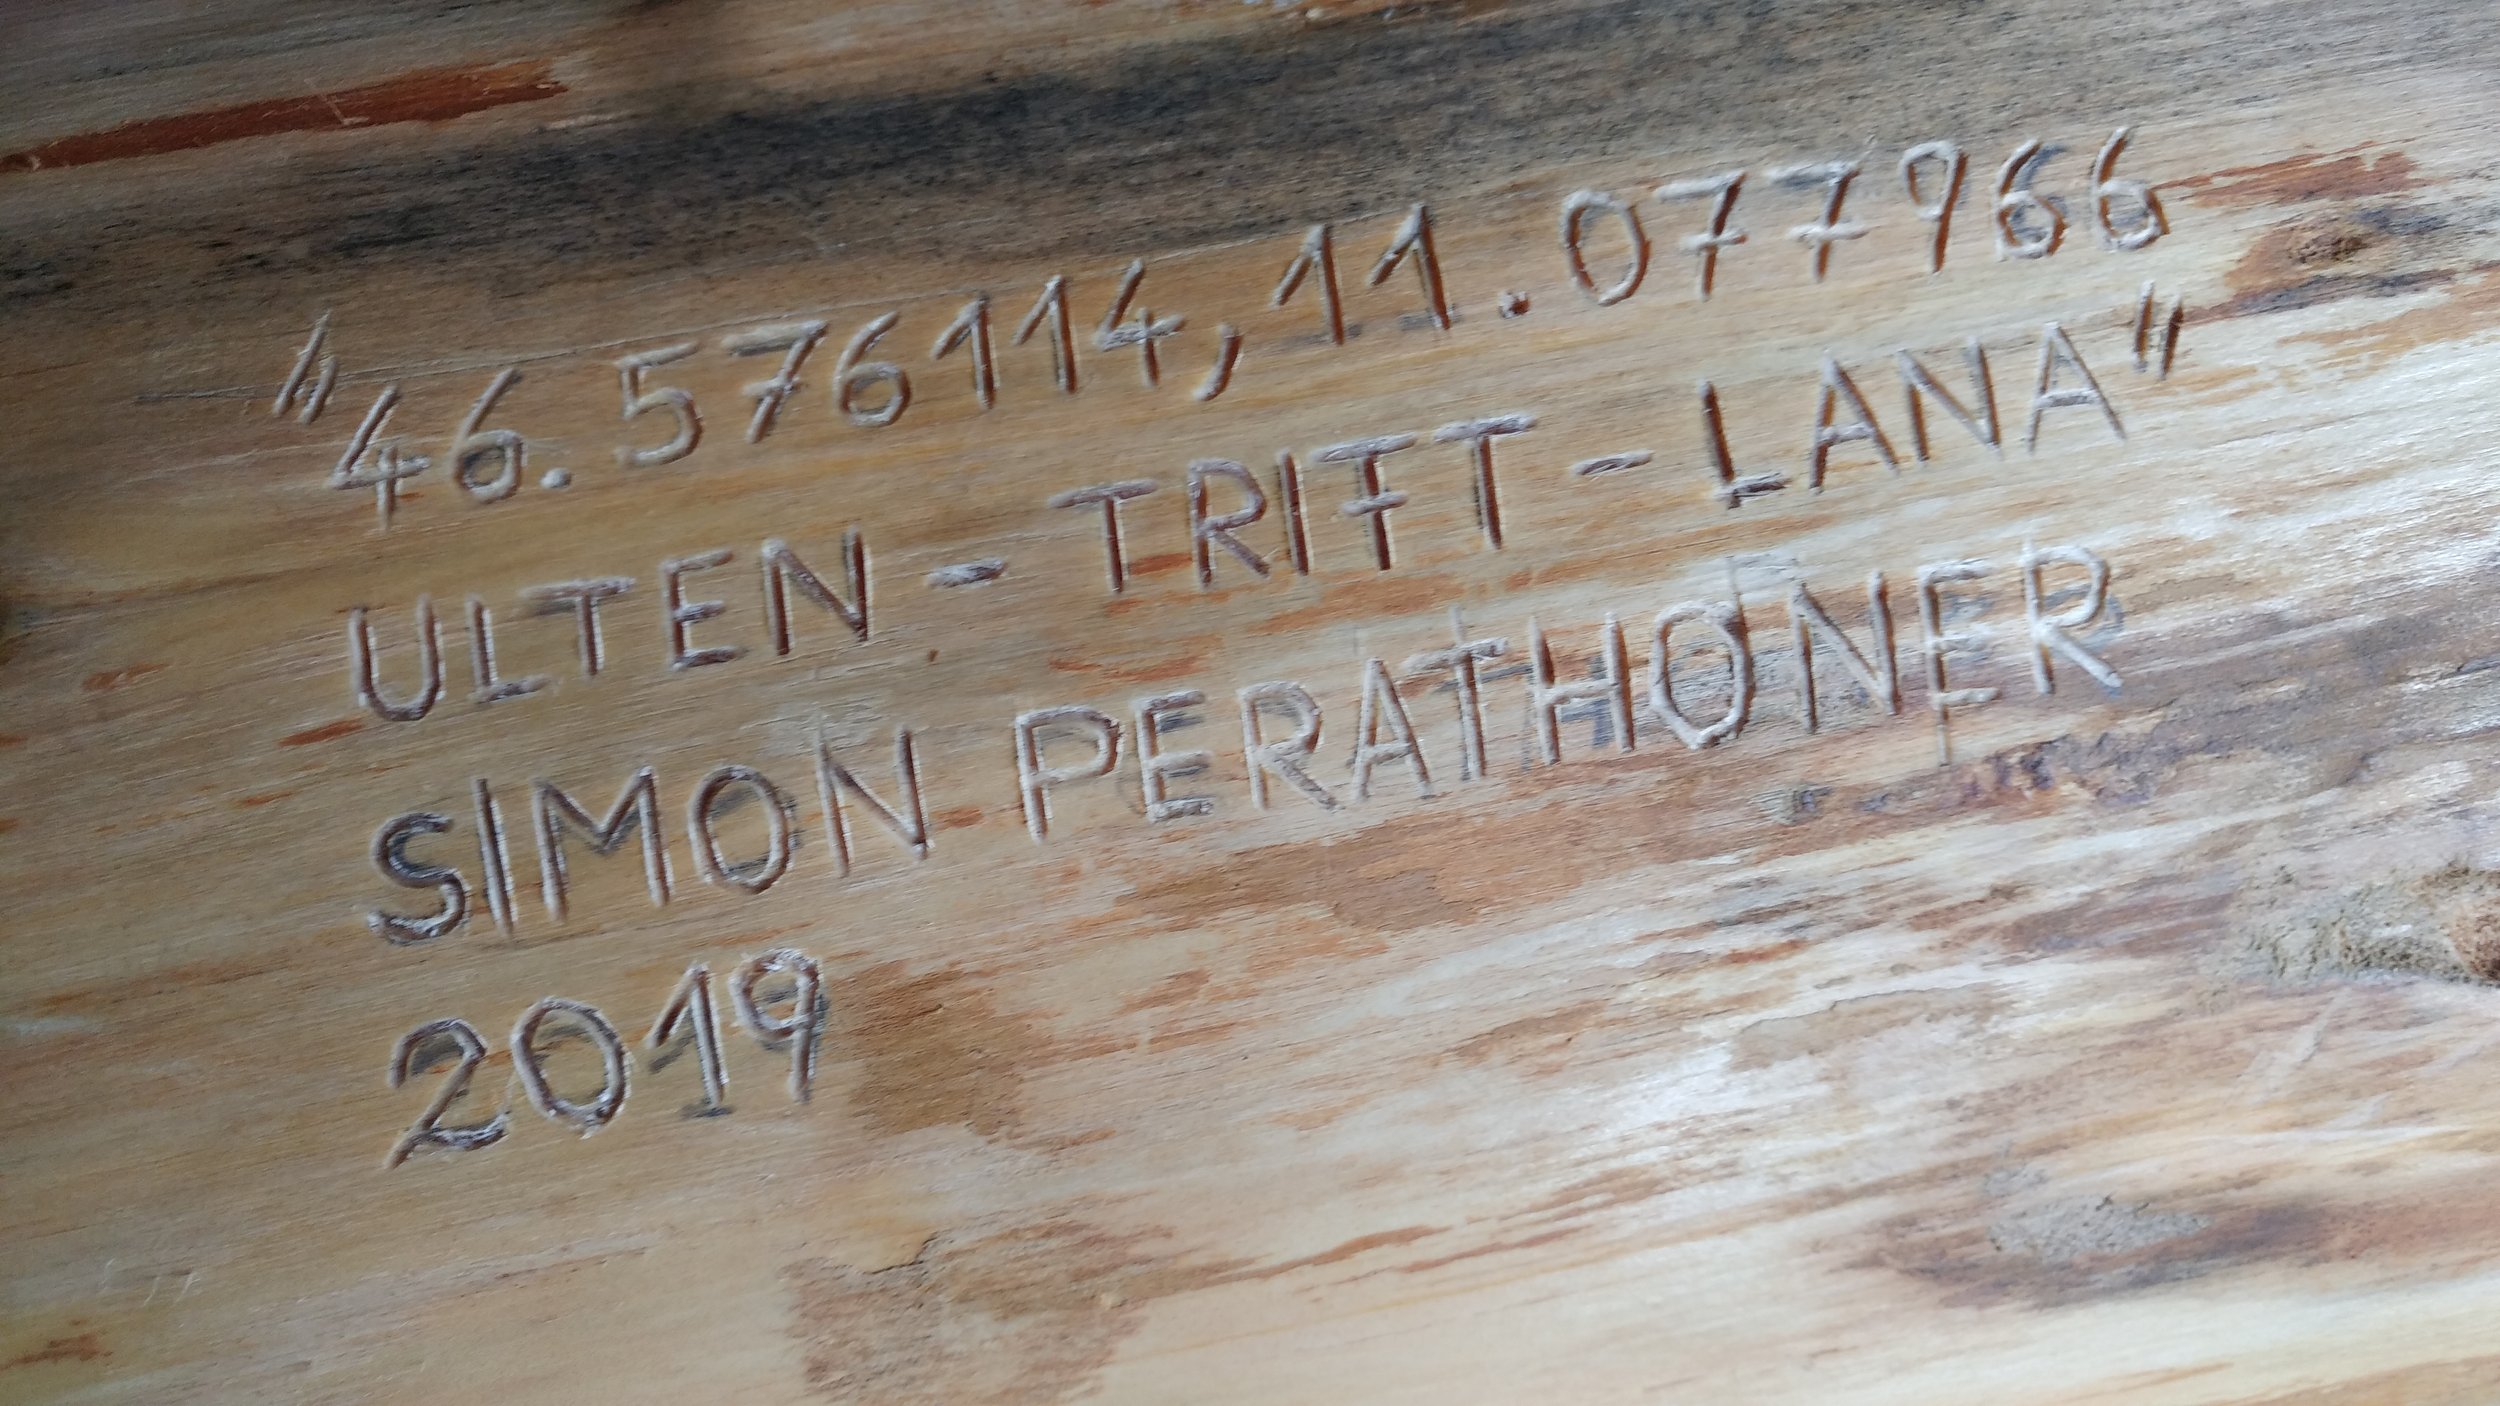 "46.576114,11.077966
ULTEN - TRIFT - LANA"
SIMON PERATHONER
2019